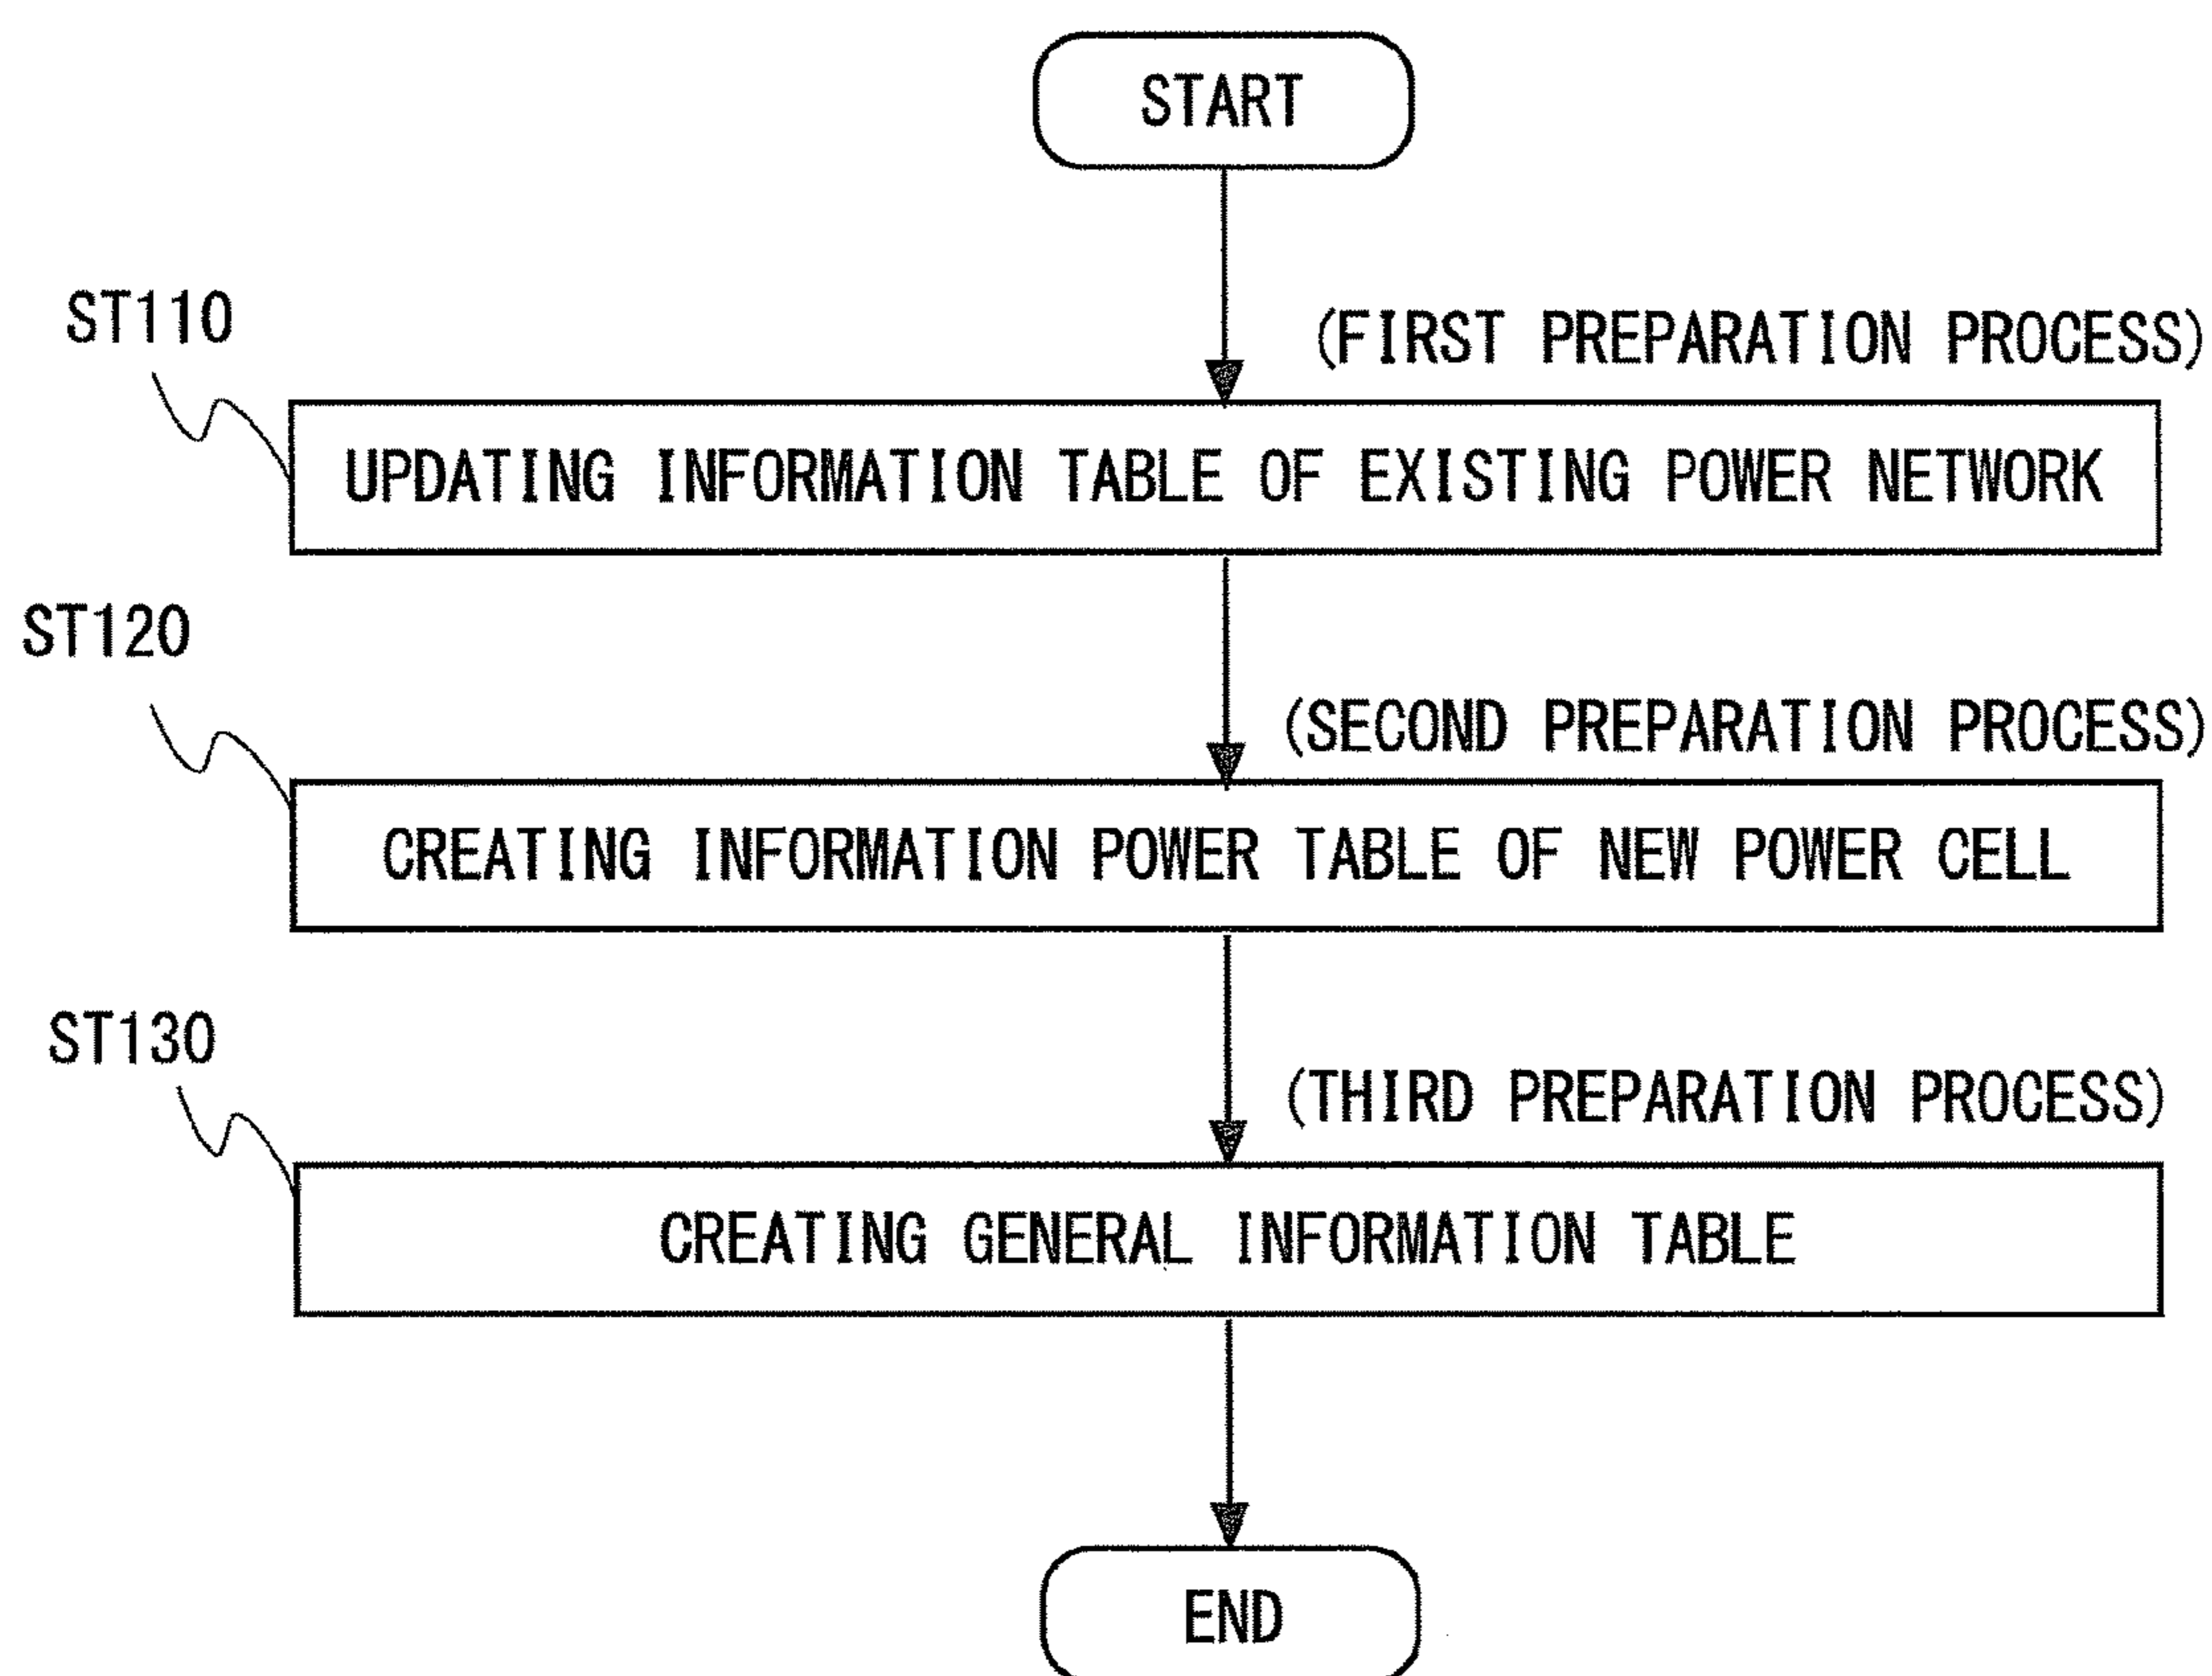 START
ST110
(FIRST PREPARATION PROCESS)
UPDATING INFORMATION TABLE OF EXISTING POWER NETWORK
ST120
(SECOND PREPARATION PROCESS)
CREATING INFORMATION POWER TABLE OF NEW POWER CELL
ST130
(THIRD PREPARATION PROCESS)
CREATING GENERAL INFORMATION TABLE
END